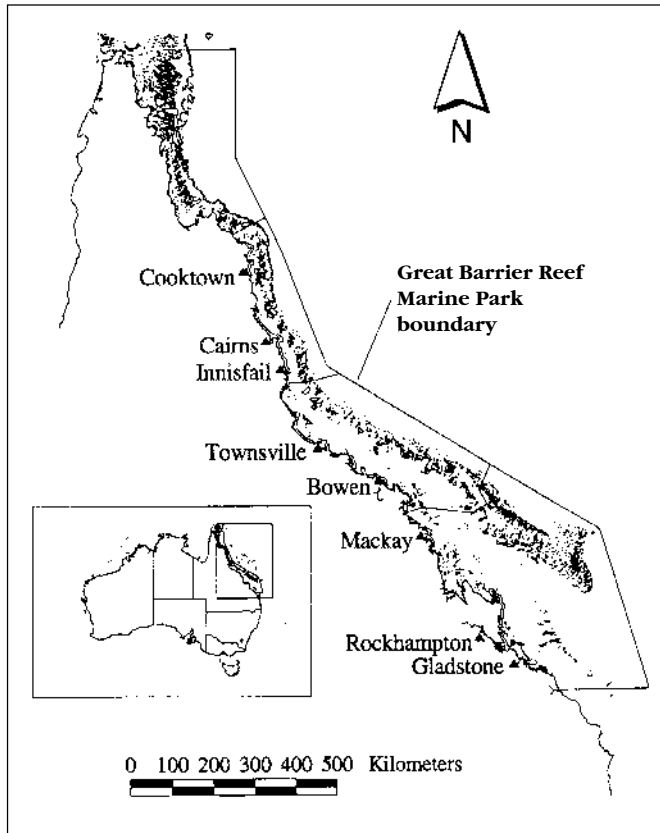 N
Cooktown
Great Barrier Reef
Marine Park
boundary
Cairns
Innisfail
Townsville
Bowen
Mackay
Rockhampton
Gladstone
0 100 200 300 400 500 Kilometers